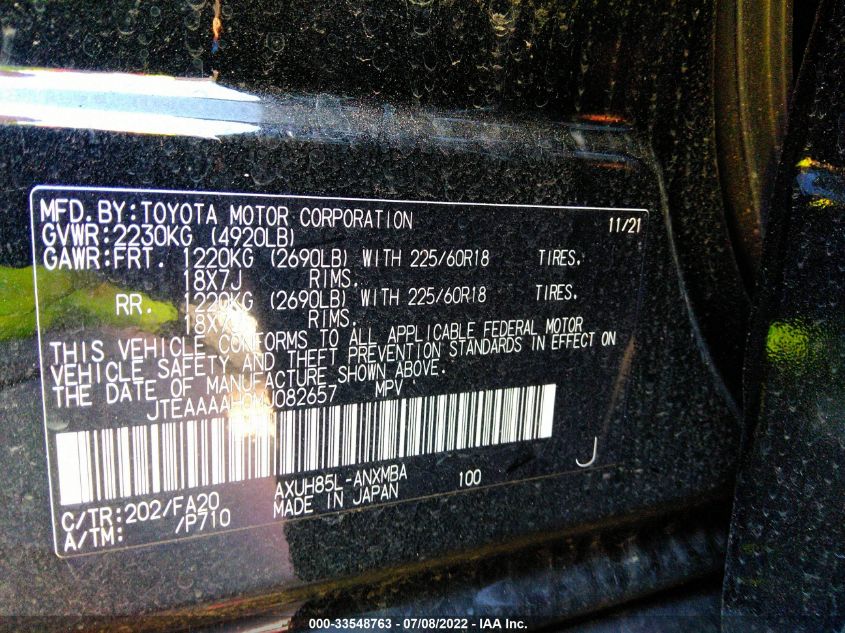 MFD.BY:TOYOTA MOTOR CORPORATION 11/21
GVWR:2230KG (4920LB)
GAWR:FRT. 1220KG (2690LB) WITH 225/60R18 TIRES.
18X7J RIMS.
RR. 1220KG (2690LB) WITH 225/60R18 TIRES.
18X7J RIMS.
THIS VEHICLE CONFORMS TO ALL APPLICABLE FEDERAL MOTOR
VEHICLE SAFETY AND THEFT PREVENTION STANDARDS IN EFFECT ON
THE DATE OF MANUFACTURE SHOWN ABOVE.
MPV
J
C/TR:202/FA20 AXUH85L-ANXMBA 100
A/TM: /P710 MADE IN JAPAN
000-33548763 - 07/08/2022 - IAA Inc.